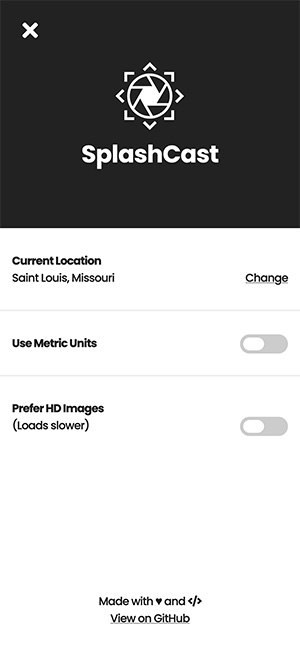 SplashCast
Current Location
Saint Louis, Missouri
Change
Use Metric Units
Prefer HD Images
(Loads slower)
Made with ♥ and </>
View on GitHub